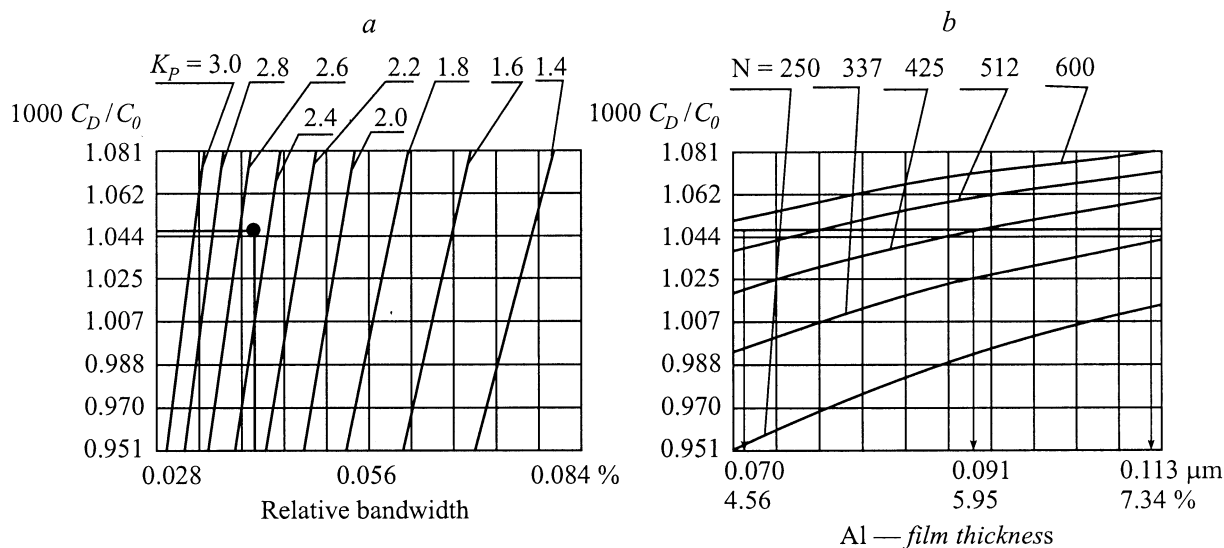 a
K_P = 3.0 2.8 2.6 2.2 1.8 1.6 1.4
2.4 2.0
1000 C_D/C_0
1.081
1.062
1.044
1.025
1.007
0.988
0.970
0.951
0.028 0.056 0.084 %
Relative bandwidth
b
N = 250 337 425 512 600
1000 C_D/C_0
1.081
1.062
1.044
1.025
1.007
0.988
0.970
0.951
0.070 0.091 0.113 μm
4.56 5.95 7.34 %
Al — film thickness